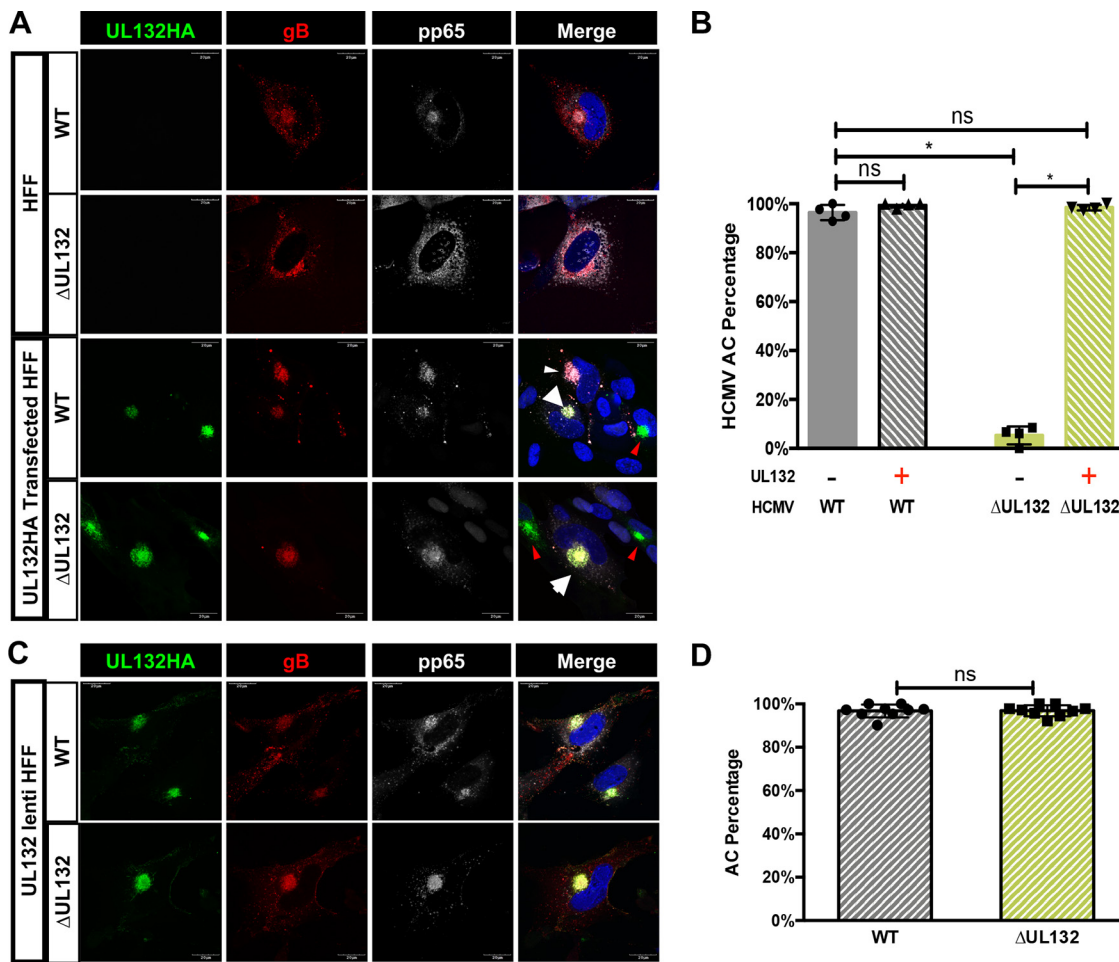 A
UL132HA gB pp65 Merge
HFF
WT
ΔUL132
UL132HA Transfected HFF
WT
ΔUL132
B
HCMV AC Percentage
100%
80%
60%
40%
20%
0%
ns
*
ns
*
UL132 - + - +
HCMV WT WT ΔUL132 ΔUL132
C
UL132HA gB pp65 Merge
UL132 lenti HFF
WT
ΔUL132
D
AC Percentage
100%
80%
60%
40%
20%
0%
ns
WT ΔUL132